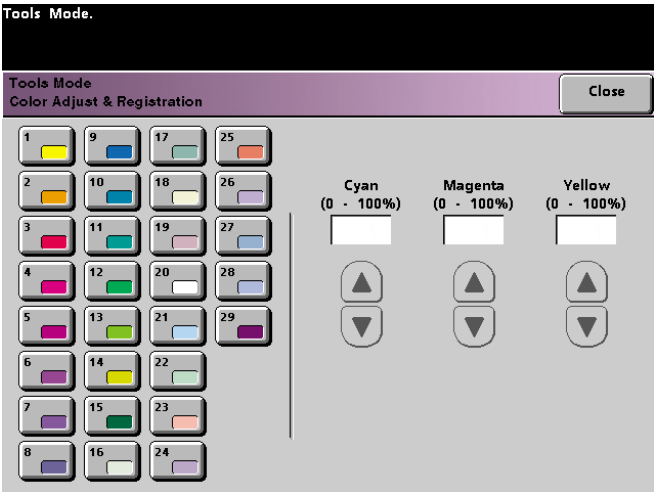 Tools Mode.
Tools Mode
Close
Color Adjust & Registration
1 9 17 25
2 10 18 26
3 11 19 27
4 12 20 28
5 13 21 29
6 14 22
7 15 23
8 16 24
Cyan Magenta Yellow
(0 - 100%) (0 - 100%) (0 - 100%)